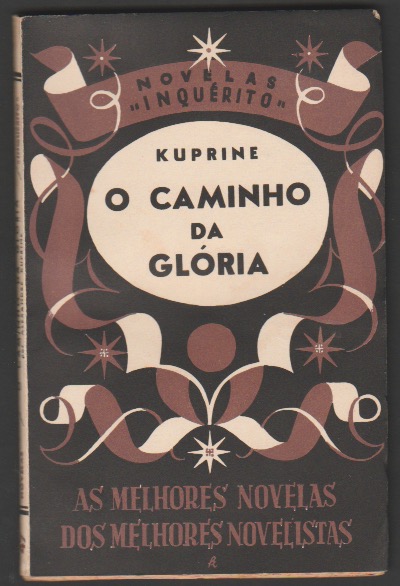 NOVELAS
"INQUÉRITO"
KUPRINE
O CAMINHO
DA
GLÓRIA
AS MELHORES NOVELAS
DOS MELHORES NOVELISTAS